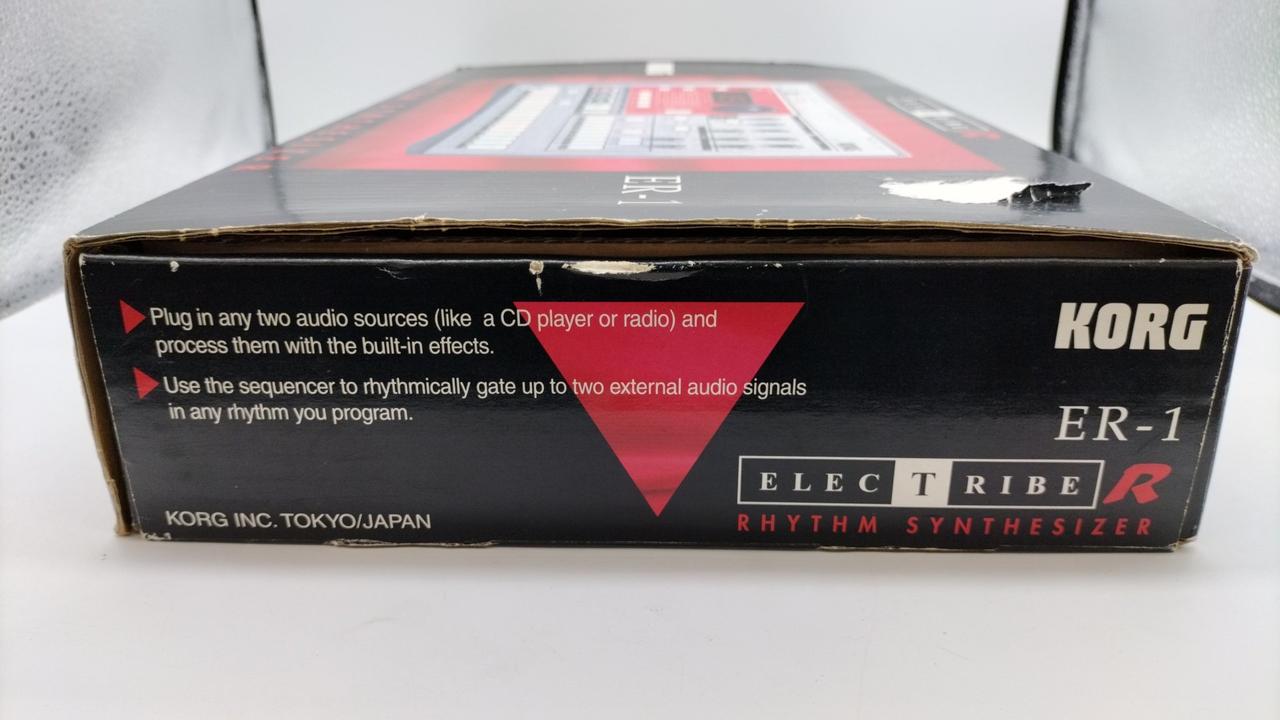 ER-1
Plug in any two audio sources (like a CD player or radio) and
process them with the built-in effects.
Use the sequencer to rhythmically gate up to two external audio signals
in any rhythm you program.
KORG INC. TOKYO/JAPAN
KORG
ER-1
ELECTRIBE R
RHYTHM SYNTHESIZER